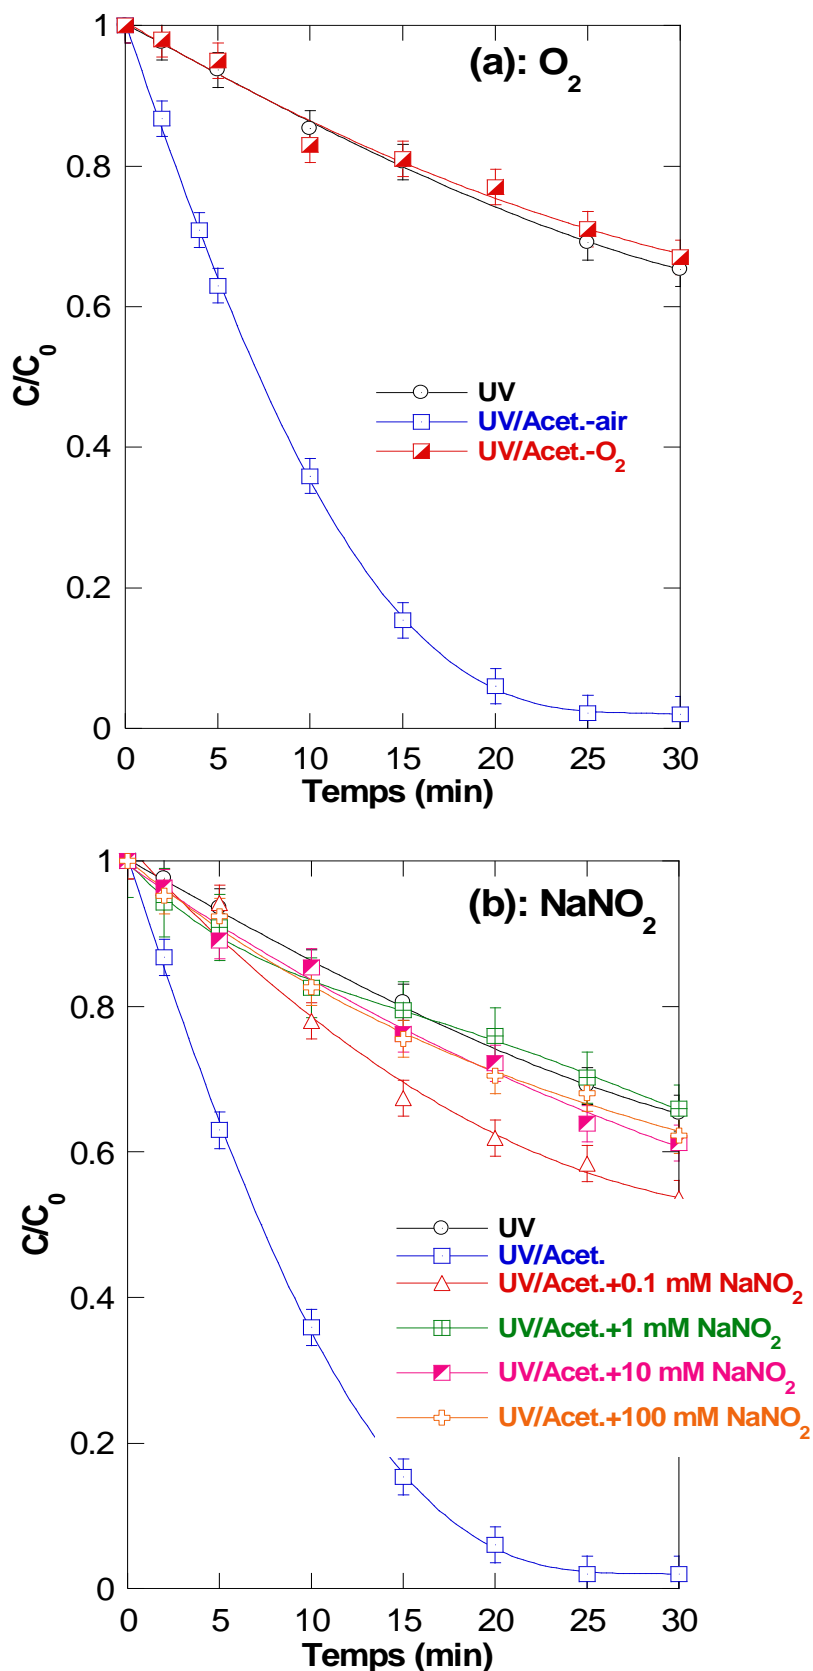 (a): O₂
1
0.8
0.6
0.4
0.2
0
C/C₀
UV
UV/Acet.-air
UV/Acet.-O₂
0 5 10 15 20 25 30
Temps (min)
(b): NaNO₂
1
0.8
0.6
0.4
0.2
0
C/C₀
UV
UV/Acet.
UV/Acet.+0.1 mM NaNO₂
UV/Acet.+1 mM NaNO₂
UV/Acet.+10 mM NaNO₂
UV/Acet.+100 mM NaNO₂
0 5 10 15 20 25 30
Temps (min)